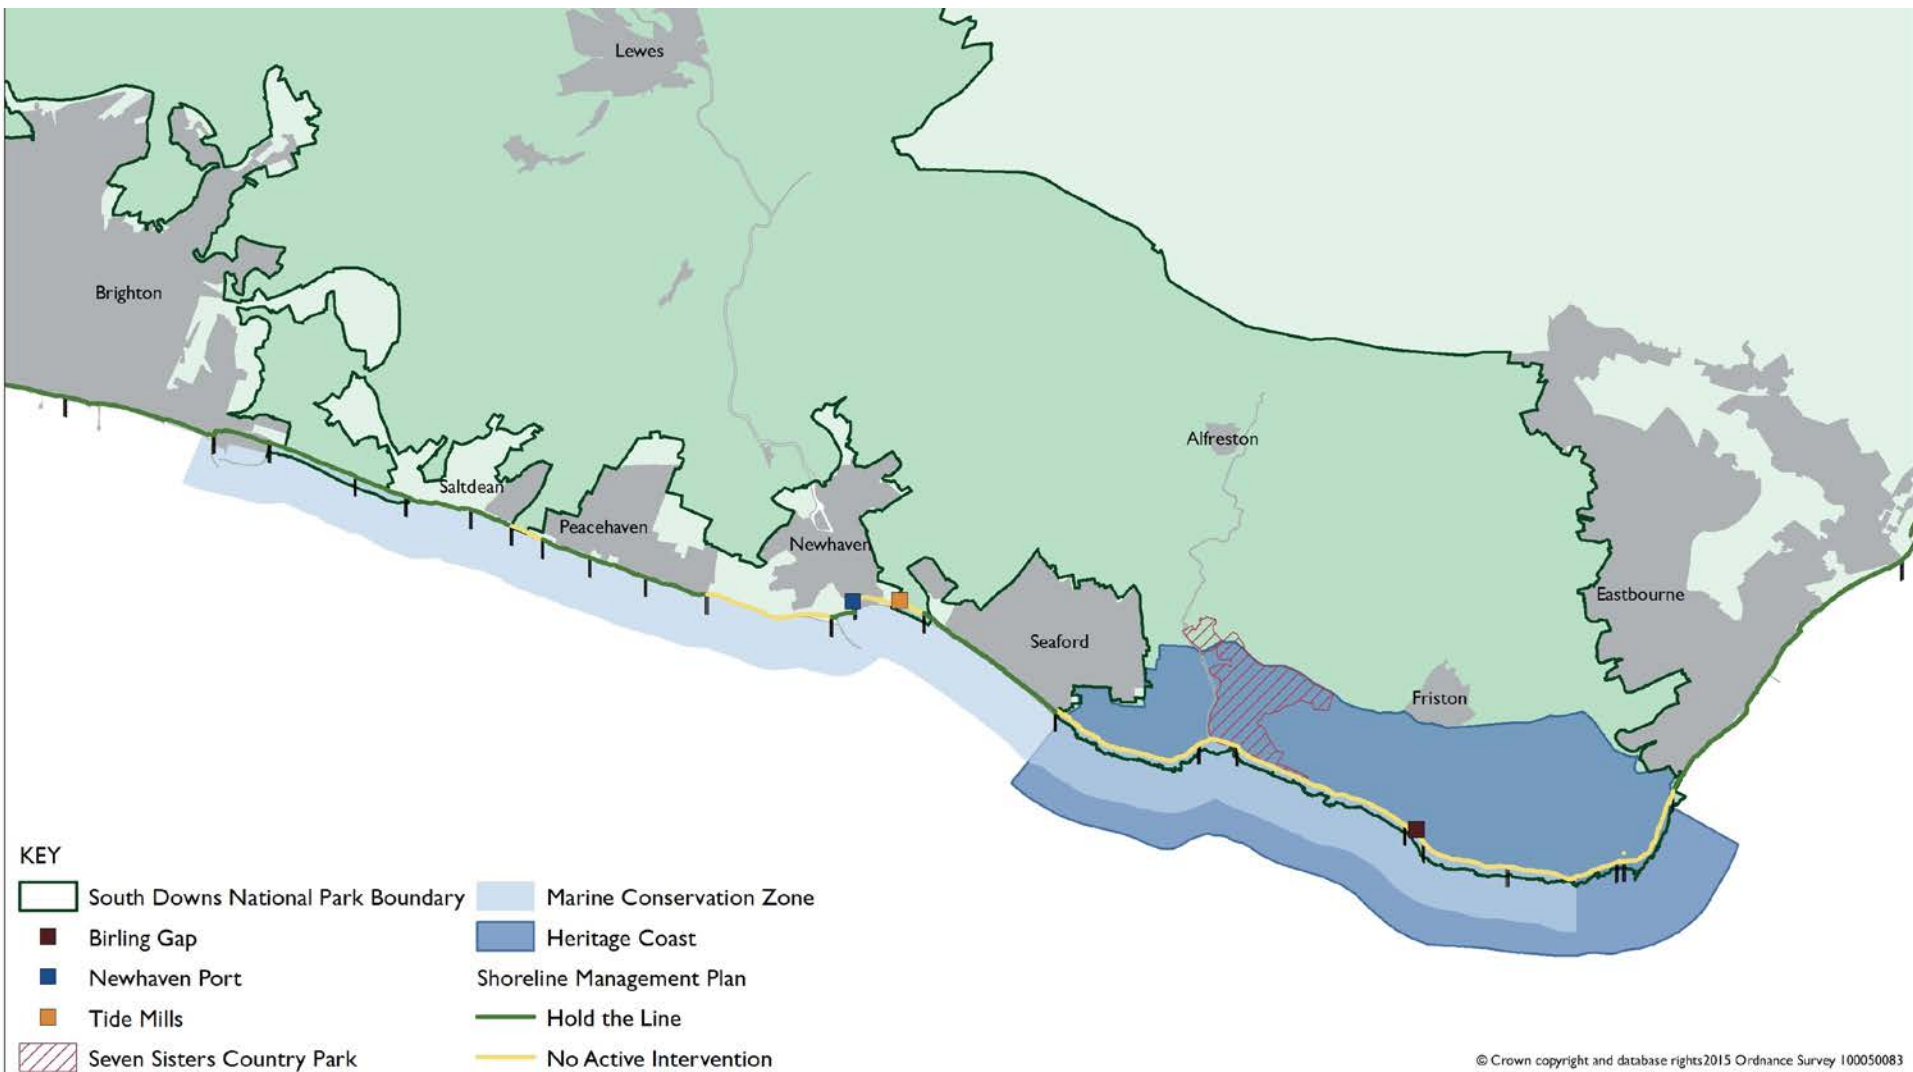 Lewes
Brighton
Alfreston
Saltdean
Peacehaven
Newhaven
Eastbourne
Seaford
Friston
KEY
South Downs National Park Boundary
Birling Gap
Newhaven Port
Tide Mills
Seven Sisters Country Park
Marine Conservation Zone
Heritage Coast
Shoreline Management Plan
Hold the Line
No Active Intervention
© Crown copyright and database rights2015 Ordnance Survey 100050083